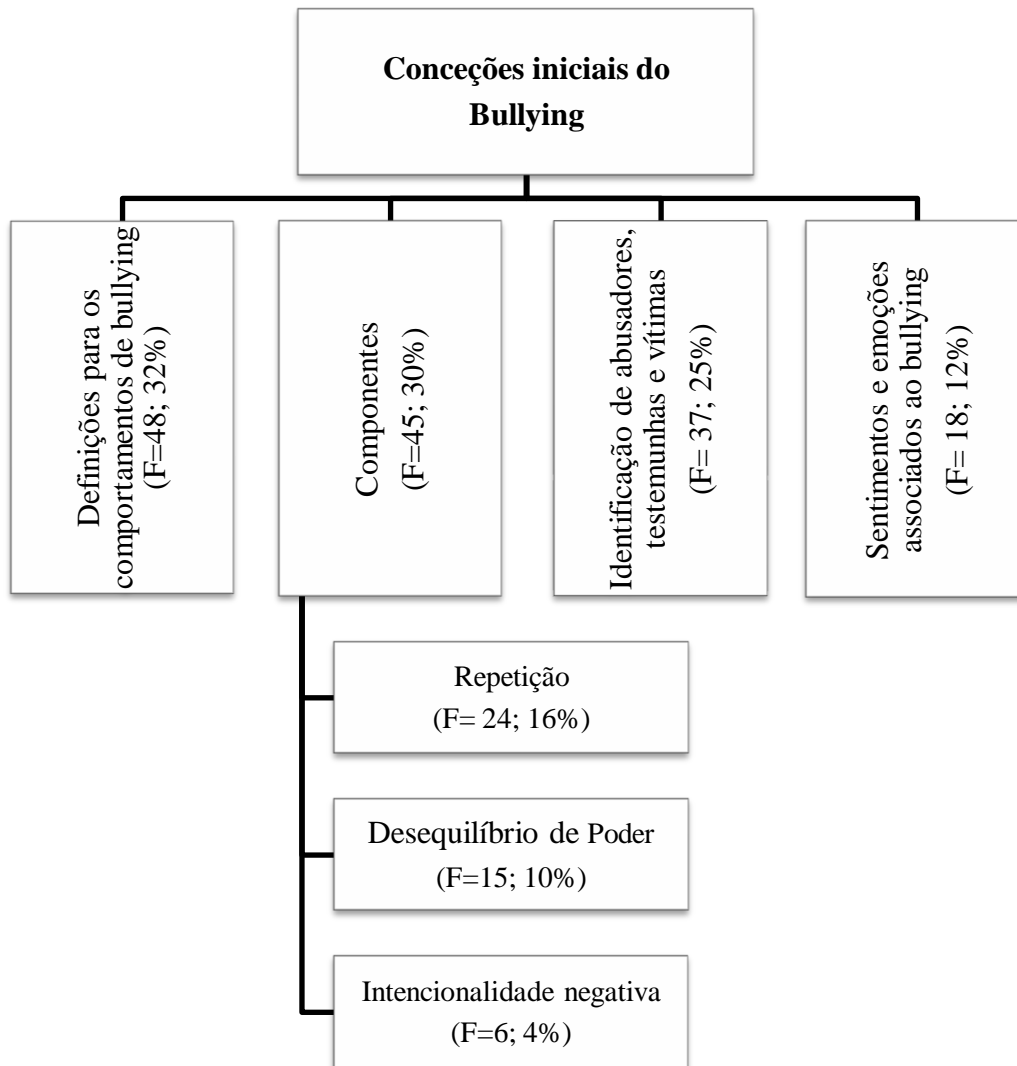 Conceções iniciais do
Bullying
Definições para os
comportamentos de bullying
(F=48; 32%)
Componentes
(F=45; 30%)
Identificação de abusadores,
testemunhas e vítimas
(F= 37; 25%)
Sentimentos e emoções
associados ao bullying
(F= 18; 12%)
Repetição
(F= 24; 16%)
Desequilíbrio de Poder
(F=15; 10%)
Intencionalidade negativa
(F=6; 4%)